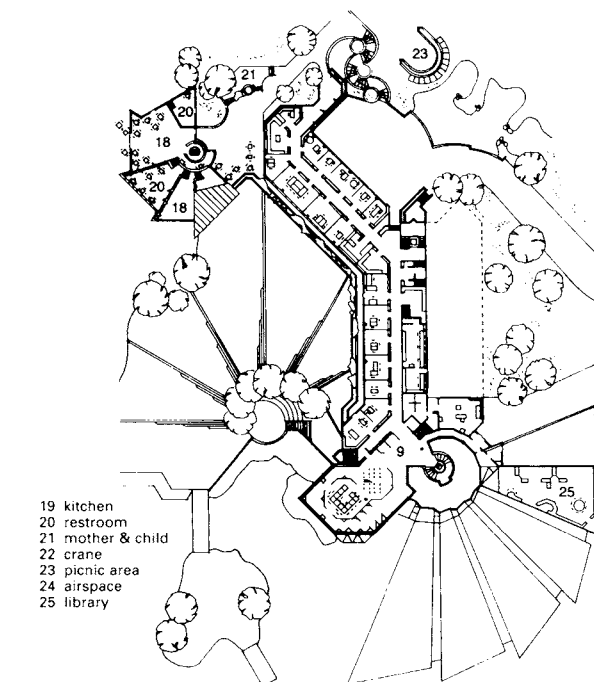 23
21
20
18
20
18
9
25
19 kitchen
20 restroom
21 mother & child
22 crane
23 picnic area
24 airspace
25 library